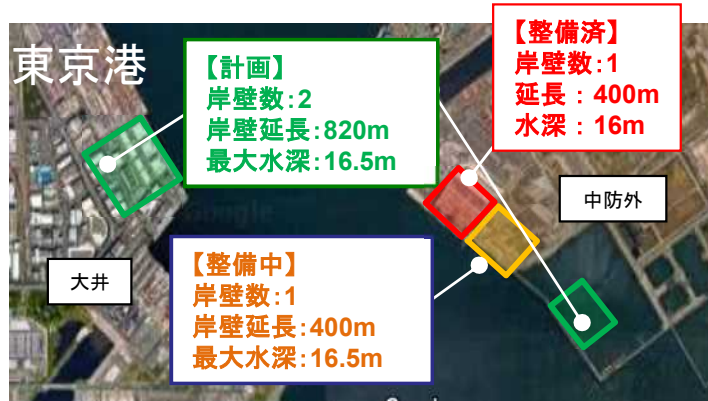 東京港
【計画】
岸壁数:2
岸壁延長:820m
最大水深:16.5m
【整備済】
岸壁数:1
延長：400m
水深：16m
中防外
大井
【整備中】
岸壁数:1
岸壁延長:400m
最大水深:16.5m
Google